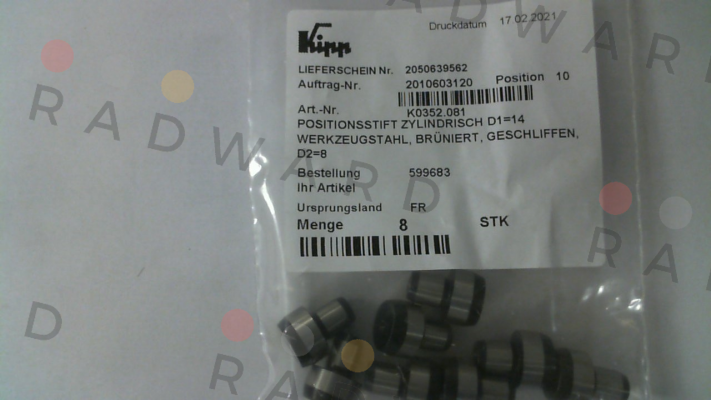 Kipp
Druckdatum 17.02.2021
LIEFERSCHEIN Nr. 2050639562
Auftrag-Nr. 2010603120 Position 10
Art.-Nr. K0352.081
POSITIONSSTIFT ZYLINDRISCH D1=14
WERKZEUGSTAHL, BRÜNIERT, GESCHLIFFEN,
D2=8
Bestellung 599683
Ihr Artikel
Ursprungsland FR
Menge 8 STK
RADWARD